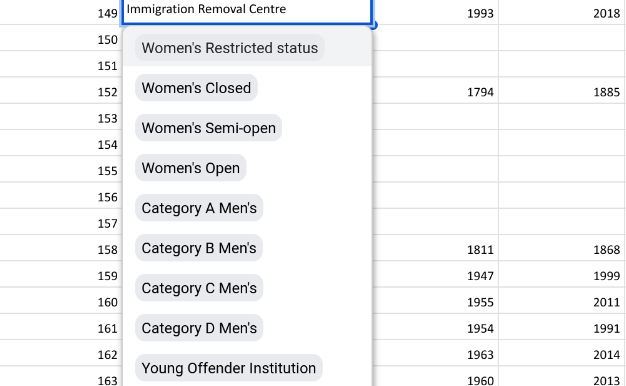 149 Immigration Removal Centre 1993 2018
150 Women's Restricted status
151
Women's Closed
152 1794 1885
153 Women's Semi-open
154
155 Women's Open
156
157 Category A Men's
158 Category B Men's 1811 1868
159 1947 1999
160 Category C Men's 1955 2011
161 Category D Men's 1954 1991
162 Young Offender Institution 1963 2014
163 1960 2013